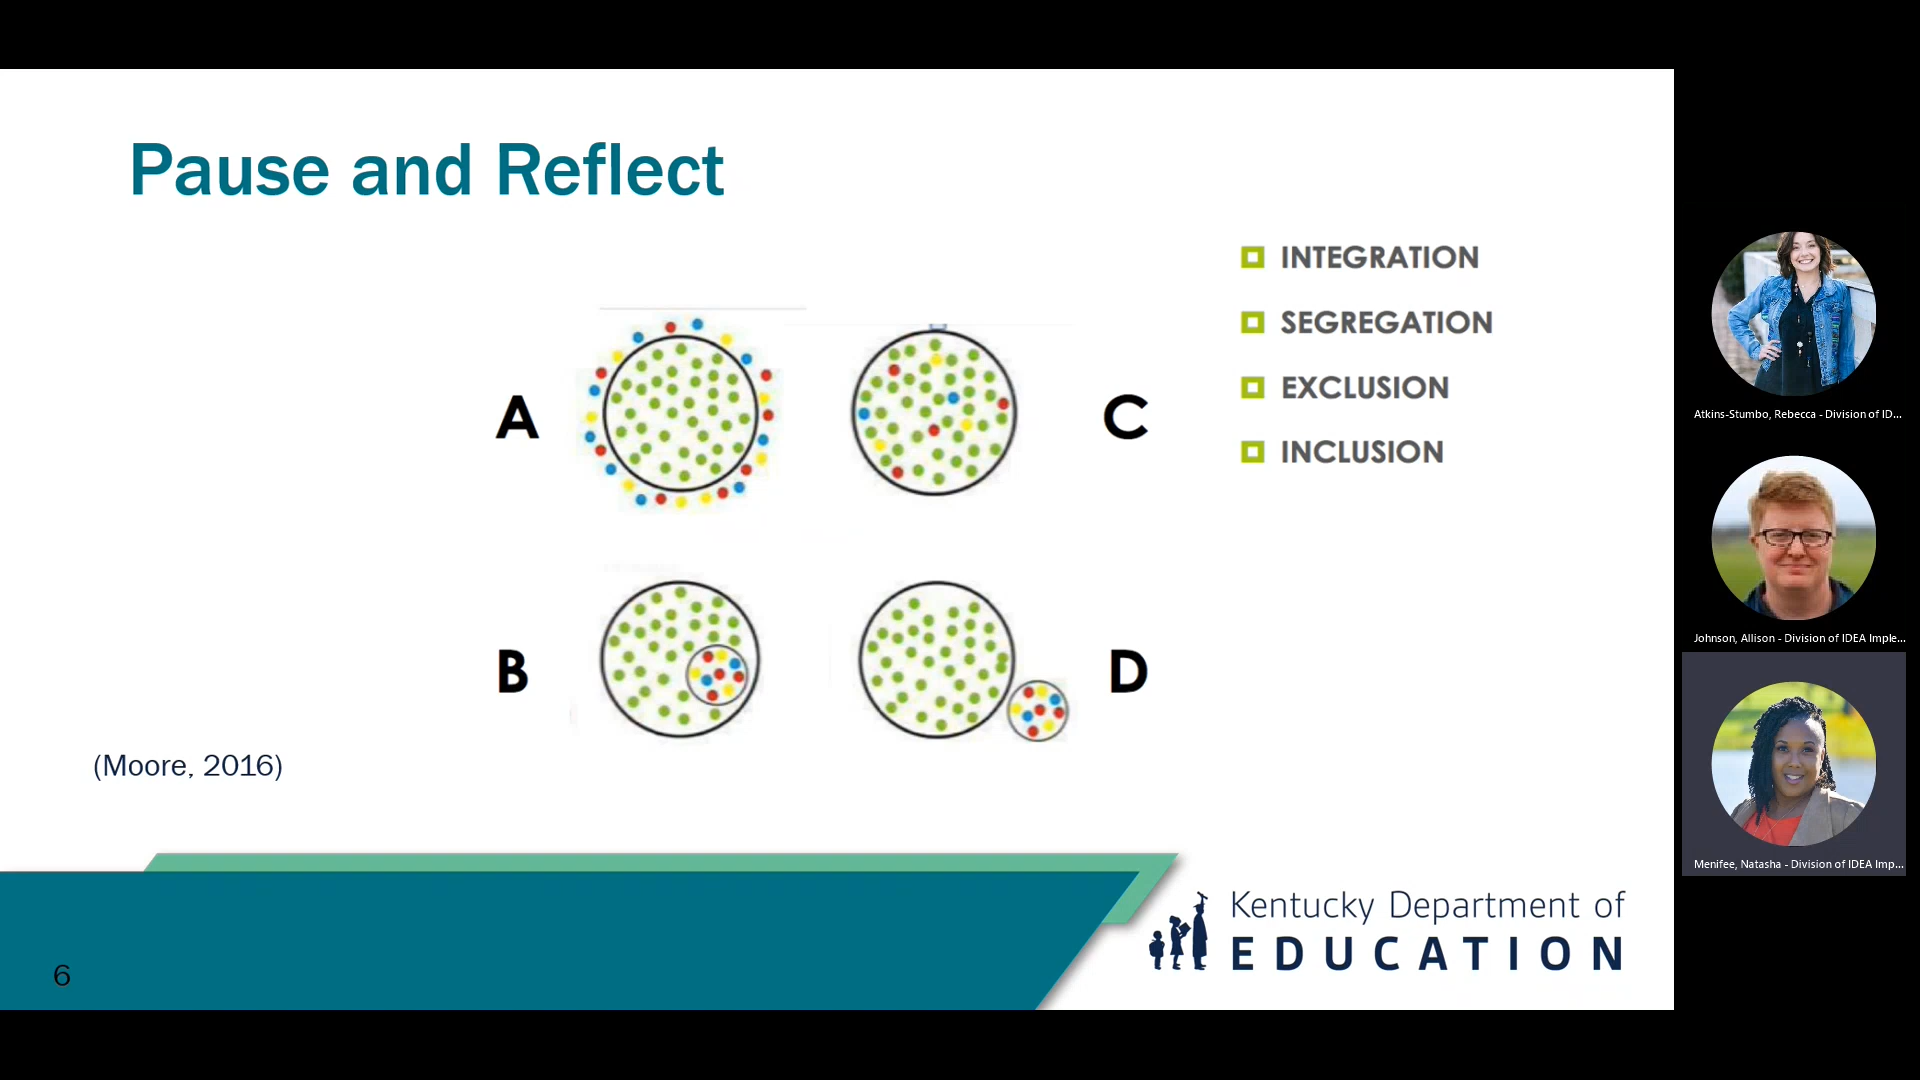 Pause and Reflect
INTEGRATION
SEGREGATION
EXCLUSION
INCLUSION
A
C
B
D
(Moore, 2016)
Kentucky Department of
EDUCATION
6
Atkins-Stumbo, Rebecca - Division of ID...
Johnson, Allison - Division of IDEA Imple...
Menifee, Natasha - Division of IDEA Imp...